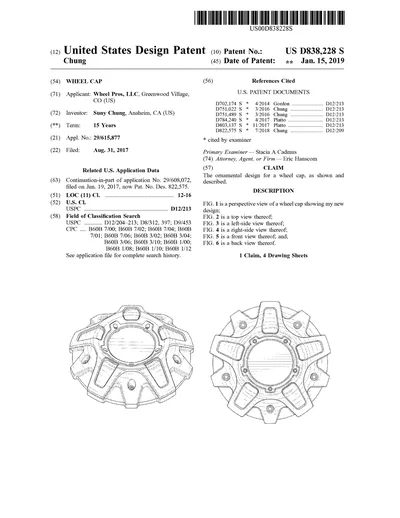 US00D838228S
(12) United States Design Patent
Chung
(10) Patent No.: US D838,228 S
(45) Date of Patent: ** Jan. 15, 2019
(54) WHEEL CAP
(71) Applicant: Wheel Pros, LLC, Greenwood Village,
CO (US)
(72) Inventor: Suny Chung, Anaheim, CA (US)
(**) Term: 15 Years
(21) Appl. No.: 29/615,877
(22) Filed: Aug. 31, 2017
Related U.S. Application Data
(63) Continuation-in-part of application No. 29/608,072,
filed on Jun. 19, 2017, now Pat. No. Des. 822,575.
(51) LOC (11) Cl. 12-16
(52) U.S. Cl.
USPC D12/213
(58) Field of Classification Search
USPC D12/204-213; D8/312, 397; D9/453
CPC B60B 7/00; B60B 7/02; B60B 7/04; B60B
7/01; B60B 7/06; B60B 3/02; B60B 3/04;
B60B 3/06; B60B 3/10; B60B 1/00;
B60B 1/08; B60B 1/10; B60B 1/12
See application file for complete search history.
(56) References Cited
U.S. PATENT DOCUMENTS
D702,174 S * 4/2014 Gordon D12/213
D751,022 S * 3/2016 Chung D12/213
D751,489 S * 3/2016 Chung D12/213
D784,240 S * 4/2017 Platto D12/213
D803,137 S * 11/2017 Platto D12/213
D822,575 S * 7/2018 Chung D12/209
* cited by examiner
Primary Examiner — Stacia A Cadmus
(74) Attorney, Agent, or Firm — Eric Hanscom
(57) CLAIM
The ornamental design for a wheel cap, as shown and
described.
DESCRIPTION
FIG. 1 is a perspective view of a wheel cap showing my new
design;
FIG. 2 is a top view thereof;
FIG. 3 is a left-side view thereof;
FIG. 4 is a right-side view thereof;
FIG. 5 is a front view thereof; and,
FIG. 6 is a back view thereof.
1 Claim, 4 Drawing Sheets